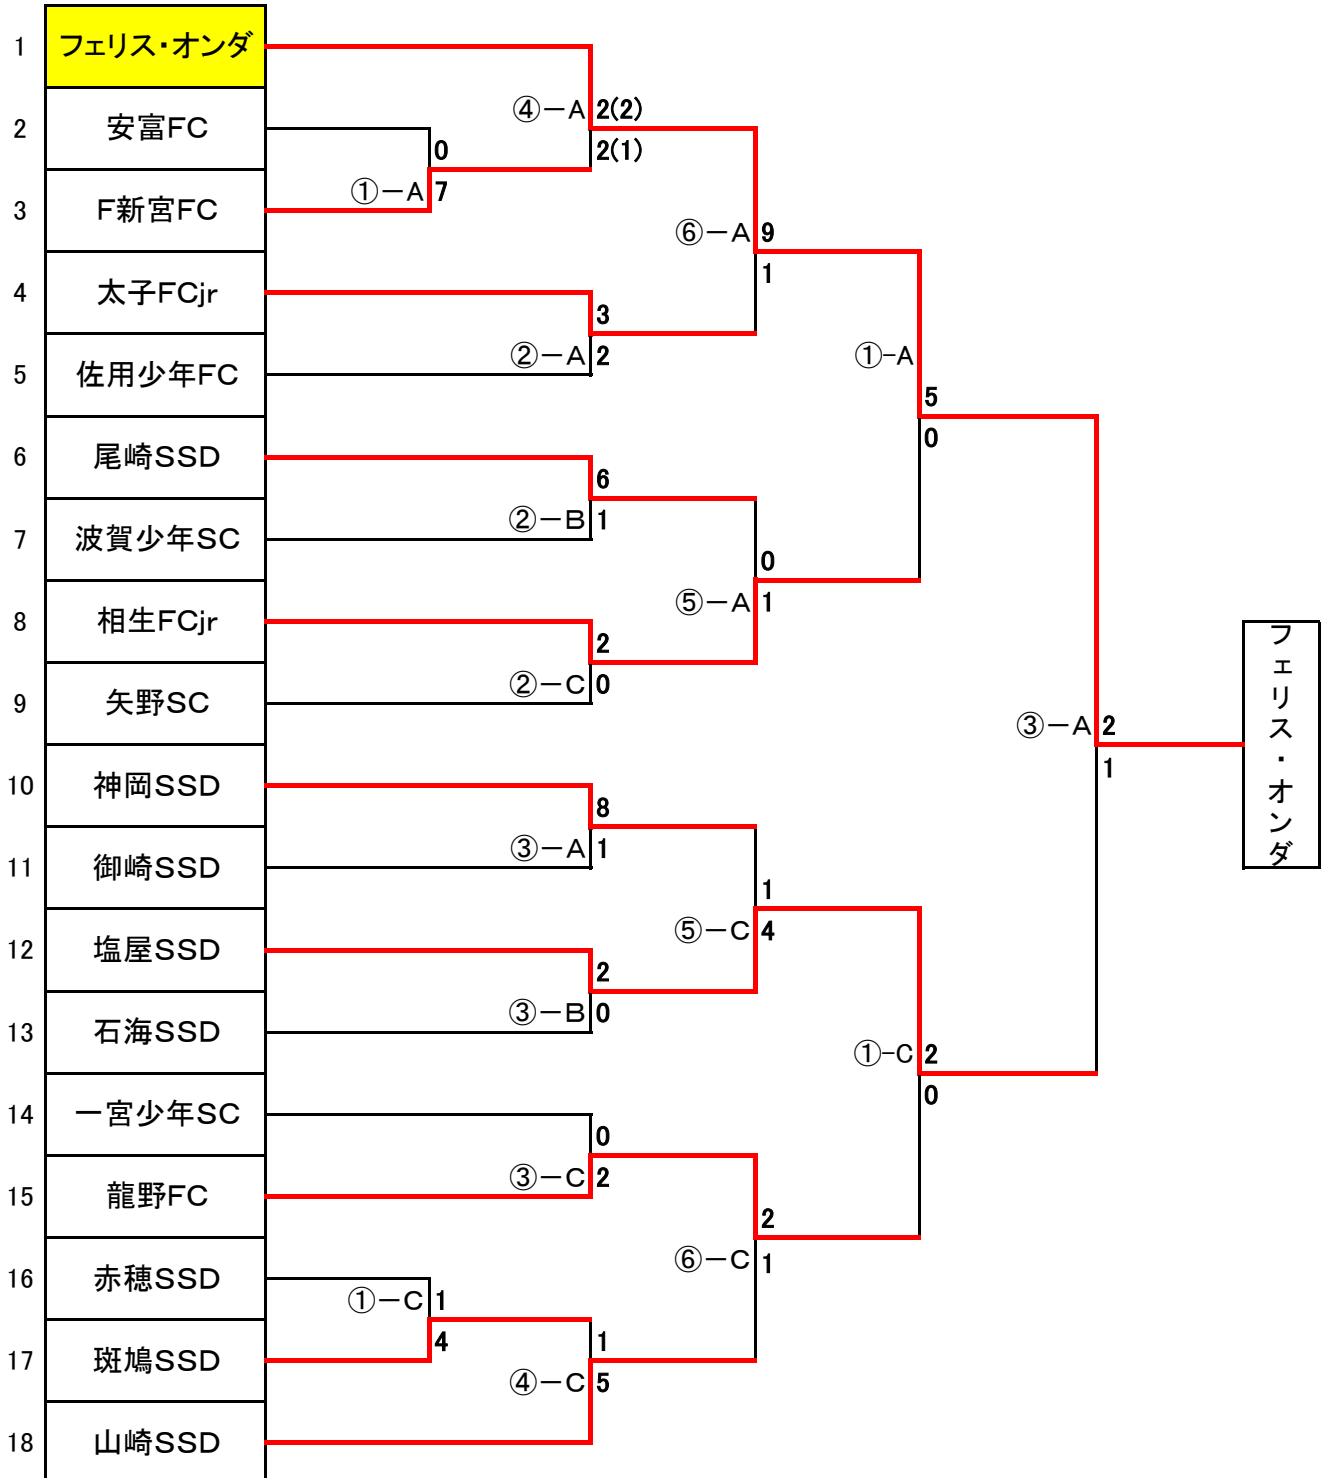 1 フェリス・オンダ
④－A 2(2)
2 安富FC
0
2(1)
①－A 7
3 F新宮FC
⑥－A 9
1
4 太子FCjr
3
②－A 2
①-A
5 佐用少年FC
5
0
6 尾崎SSD
6
②－B 1
7 波賀少年SC
0
⑤－A 1
8 相生FCjr
2
②－C 0
9 矢野SC
③－A 2
1
フェリス・オンダ
10 神岡SSD
8
③－A 1
11 御崎SSD
1
⑤－C 4
12 塩屋SSD
2
③－B 0
13 石海SSD
①-C 2
0
14 一宮少年SC
0
③－C 2
15 龍野FC
2
⑥－C 1
16 赤穂SSD
①－C 1
4
17 斑鳩SSD
1
④－C 5
18 山崎SSD